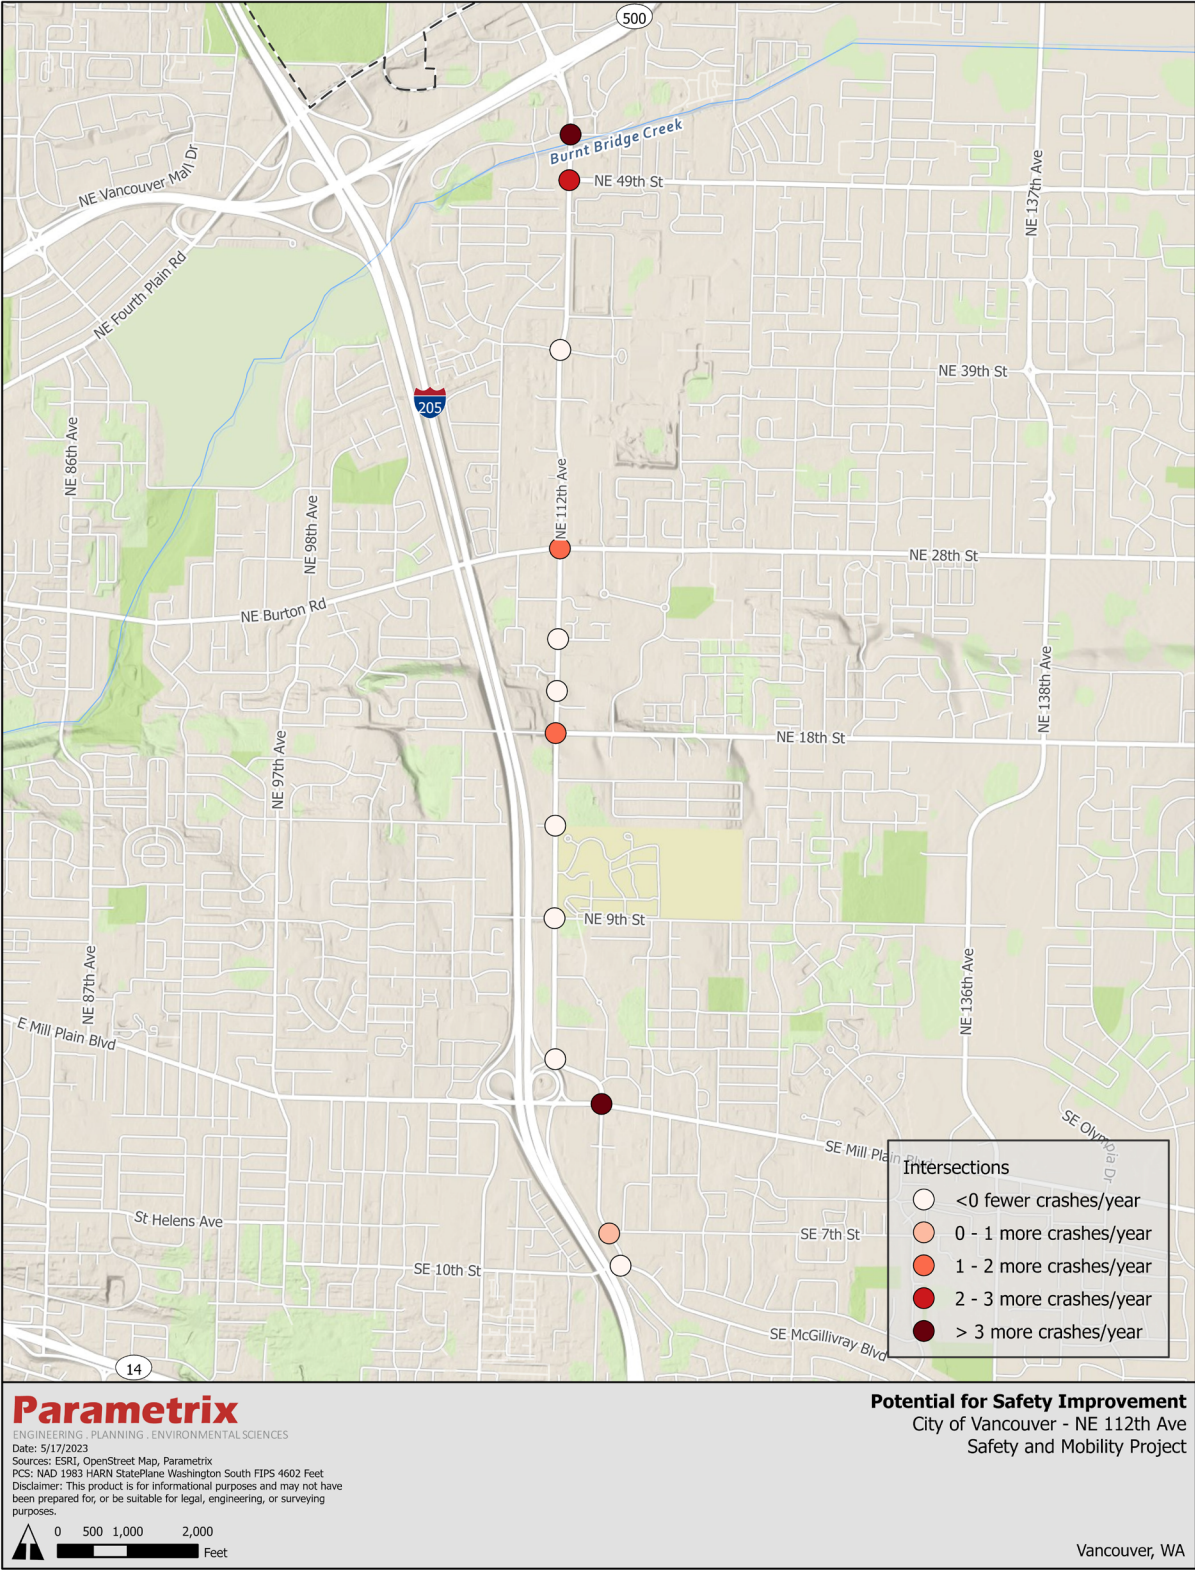 500
Burnt Bridge Creek
NE 49th St
NE Vancouver Mall Dr
NE 137th Ave
NE Fourth Plain Rd
NE 39th St
205
NE 86th Ave
NE 112th Ave
NE 98th Ave
NE 28th St
NE Burton Rd
NE 138th Ave
NE 18th St
NE 97th Ave
NE 9th St
NE 87th Ave
NE 136th Ave
E Mill Plain Blvd
SE Olympia Dr
SE Mill Plain Blvd
St Helens Ave
SE 7th St
SE 10th St
SE McGillivray Blvd
14
Intersections
<0 fewer crashes/year
0 - 1 more crashes/year
1 - 2 more crashes/year
2 - 3 more crashes/year
> 3 more crashes/year
Parametrix
ENGINEERING . PLANNING . ENVIRONMENTAL SCIENCES
Date: 5/17/2023
Sources: ESRI, OpenStreet Map, Parametrix
PCS: NAD 1983 HARN StatePlane Washington South FIPS 4602 Feet
Disclaimer: This product is for informational purposes and may not have
been prepared for, or be suitable for legal, engineering, or surveying
purposes.
0 500 1,000 2,000
Feet
Potential for Safety Improvement
City of Vancouver - NE 112th Ave
Safety and Mobility Project
Vancouver, WA